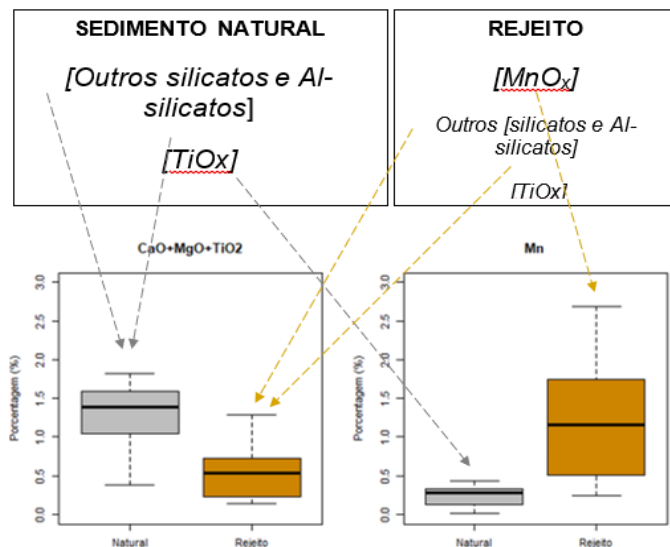 SEDIMENTO NATURAL
[Outros silicatos e Al-
silicatos]
[TiOx]
REJEITO
[MnOx]
Outros [silicatos e Al-
silicatos]
[TiOx]
CaO+MgO+TiO2
Porcentagem (%)
3.0
2.5
2.0
1.5
1.0
0.5
0.0
Natural
Rejeito
Mn
Porcentagem (%)
3.0
2.5
2.0
1.5
1.0
0.5
0.0
Natural
Rejeito